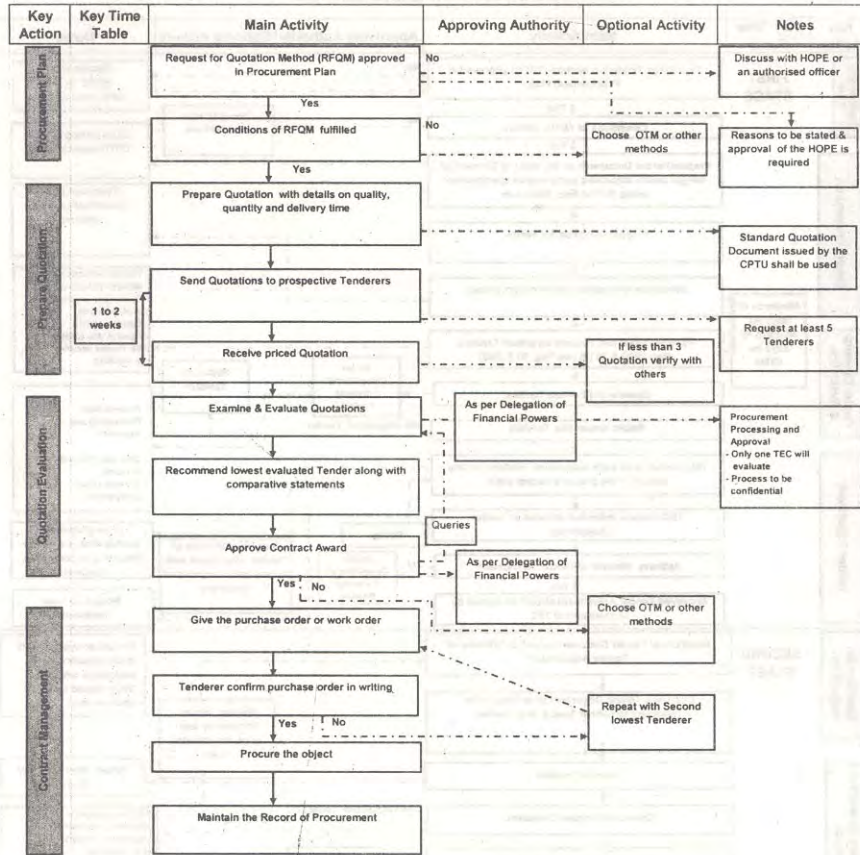 Key
Action
Key Time
Table
Main Activity
Approving Authority
Optional Activity
Notes
Procurement Plan
Request for Quotation Method (RFQM) approved
in Procurement Plan
No
Discuss with HOPE or
an authorised officer
Yes
Conditions of RFQM fulfilled
No
Choose OTM or other
methods
Reasons to be stated &
approval of the HOPE is
required
Yes
Prepare Quotation
Prepare Quotation with details on quality,
quantity and delivery time
Standard Quotation
Document issued by the
CPTU shall be used
Send Quotations to prospective Tenderers
1 to 2
weeks
Request at least 5
Tenderers
Receive priced Quotation
If less than 3
Quotation verify with
others
Quotation Evaluation
Examine & Evaluate Quotations
As per Delegation of
Financial Powers
Procurement
Processing and
Approval
- Only one TEC will
evaluate
- Process to be
confidential
Recommend lowest evaluated Tender along with
comparative statements
Queries
Approve Contract Award
As per Delegation of
Financial Powers
Yes
No
Choose OTM or other
methods
Contract Management
Give the purchase order or work order
Tenderer confirm purchase order in writing
Repeat with Second
lowest Tenderer
Yes
No
Procure the object
Maintain the Record of Procurement